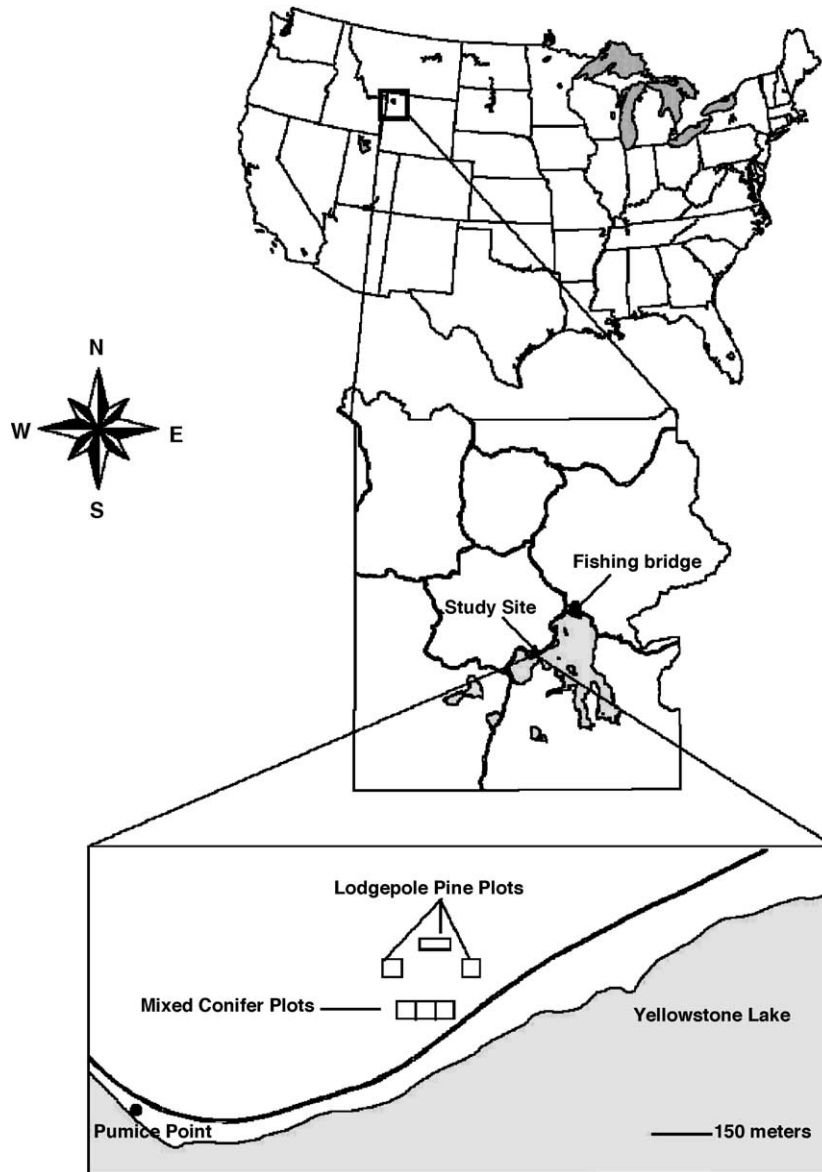 N
W
E
S
Fishing bridge
Study Site
Lodgepole Pine Plots
Mixed Conifer Plots
Yellowstone Lake
Pumice Point
150 meters